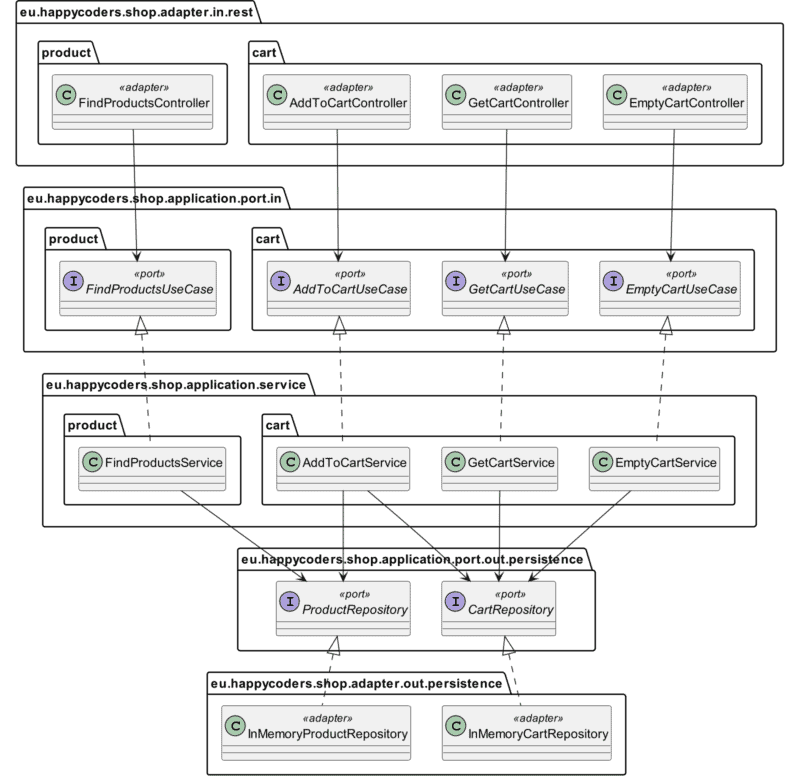 eu.happycoders.shop.adapter.in.rest
product
cart
C
«adapter»
FindProductsController
C
«adapter»
AddToCartController
C
«adapter»
GetCartController
C
«adapter»
EmptyCartController
eu.happycoders.shop.application.port.in
product
cart
I
«port»
FindProductsUseCase
I
«port»
AddToCartUseCase
I
«port»
GetCartUseCase
I
«port»
EmptyCartUseCase
eu.happycoders.shop.application.service
product
cart
C
FindProductsService
C
AddToCartService
C
GetCartService
C
EmptyCartService
eu.happycoders.shop.application.port.out.persistence
I
«port»
ProductRepository
I
«port»
CartRepository
eu.happycoders.shop.adapter.out.persistence
C
«adapter»
InMemoryProductRepository
C
«adapter»
InMemoryCartRepository